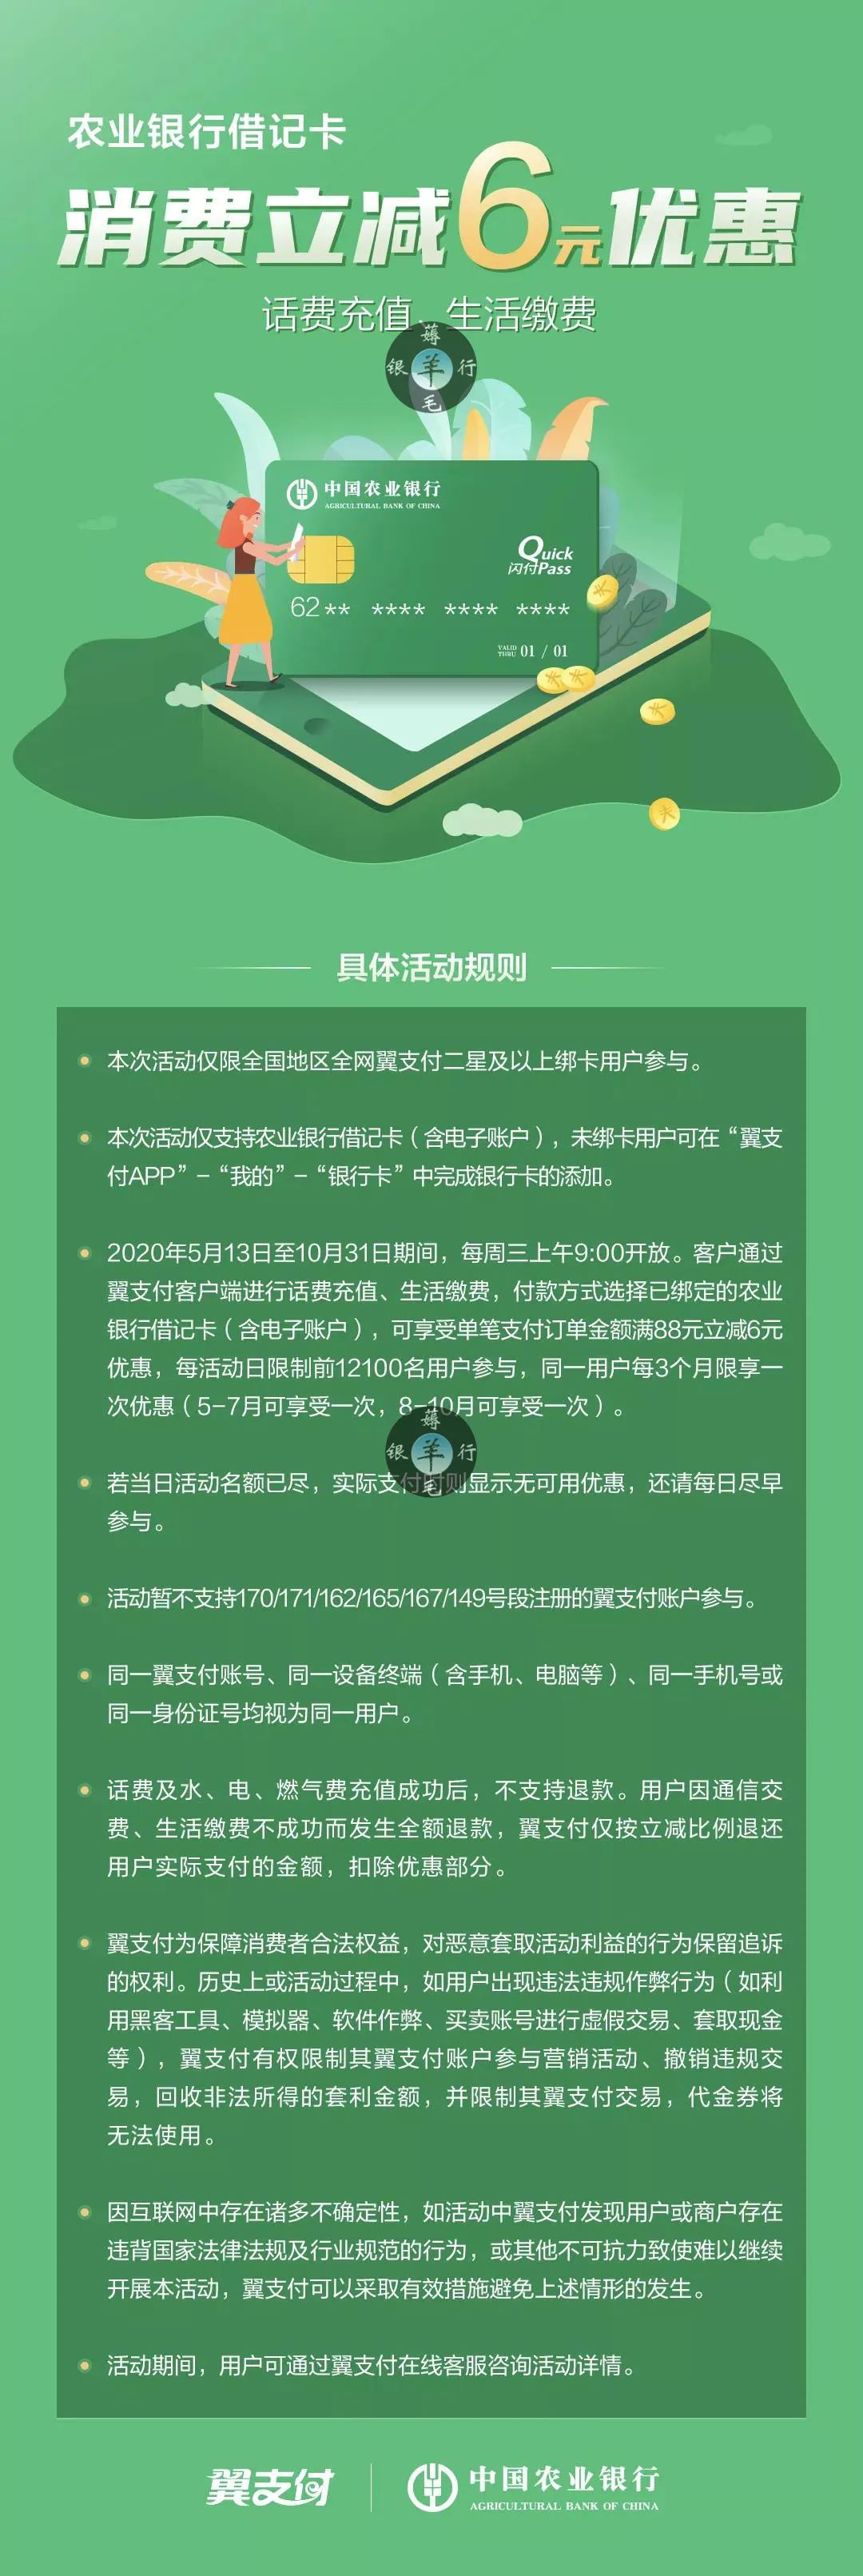 农业银行借记卡
消费立减6元优惠
话费充值、生活缴费
薅
银 羊 行
毛
中国农业银行
AGRICULTURAL BANK OF CHINA
Quick
闪付Pass
62** **** **** ****
VALID THRU 01 / 01
具体活动规则
本次活动仅限全国地区全网翼支付二星及以上绑卡用户参与。
本次活动仅支持农业银行借记卡（含电子账户），未绑卡用户可在“翼支
付APP”–“我的”–“银行卡”中完成银行卡的添加。
2020年5月13日至10月31日期间，每周三上午9:00开放。客户通过
翼支付客户端进行话费充值、生活缴费，付款方式选择已绑定的农业
银行借记卡（含电子账户），可享受单笔支付订单金额满88元立减6元
优惠，每活动日限制前12100名用户参与，同一用户每3个月限享一
次优惠（5-7月可享受一次，8-10月可享受一次）。
薅
银 羊 行
毛
若当日活动名额已尽，实际支付时则显示无可用优惠，还请每日尽早
参与。
活动暂不支持170/171/162/165/167/149号段注册的翼支付账户参与。
同一翼支付账号、同一设备终端（含手机、电脑等）、同一手机号或
同一身份证号均视为同一用户。
话费及水、电、燃气费充值成功后，不支持退款。用户因通信交
费、生活缴费不成功而发生全额退款，翼支付仅按立减比例退还
用户实际支付的金额，扣除优惠部分。
翼支付为保障消费者合法权益，对恶意套取活动利益的行为保留追诉
的权利。历史上或活动过程中，如用户出现违法违规作弊行为（如利
用黑客工具、模拟器、软件作弊、买卖账号进行虚假交易、套取现金
等），翼支付有权限制其翼支付账户参与营销活动、撤销违规交
易，回收非法所得的套利金额，并限制其翼支付交易，代金券将
无法使用。
因互联网中存在诸多不确定性，如活动中翼支付发现用户或商户存在
违背国家法律法规及行业规范的行为，或其他不可抗力致使难以继续
开展本活动，翼支付可以采取有效措施避免上述情形的发生。
活动期间，用户可通过翼支付在线客服咨询活动详情。
翼支付
中国农业银行
AGRICULTURAL BANK OF CHINA